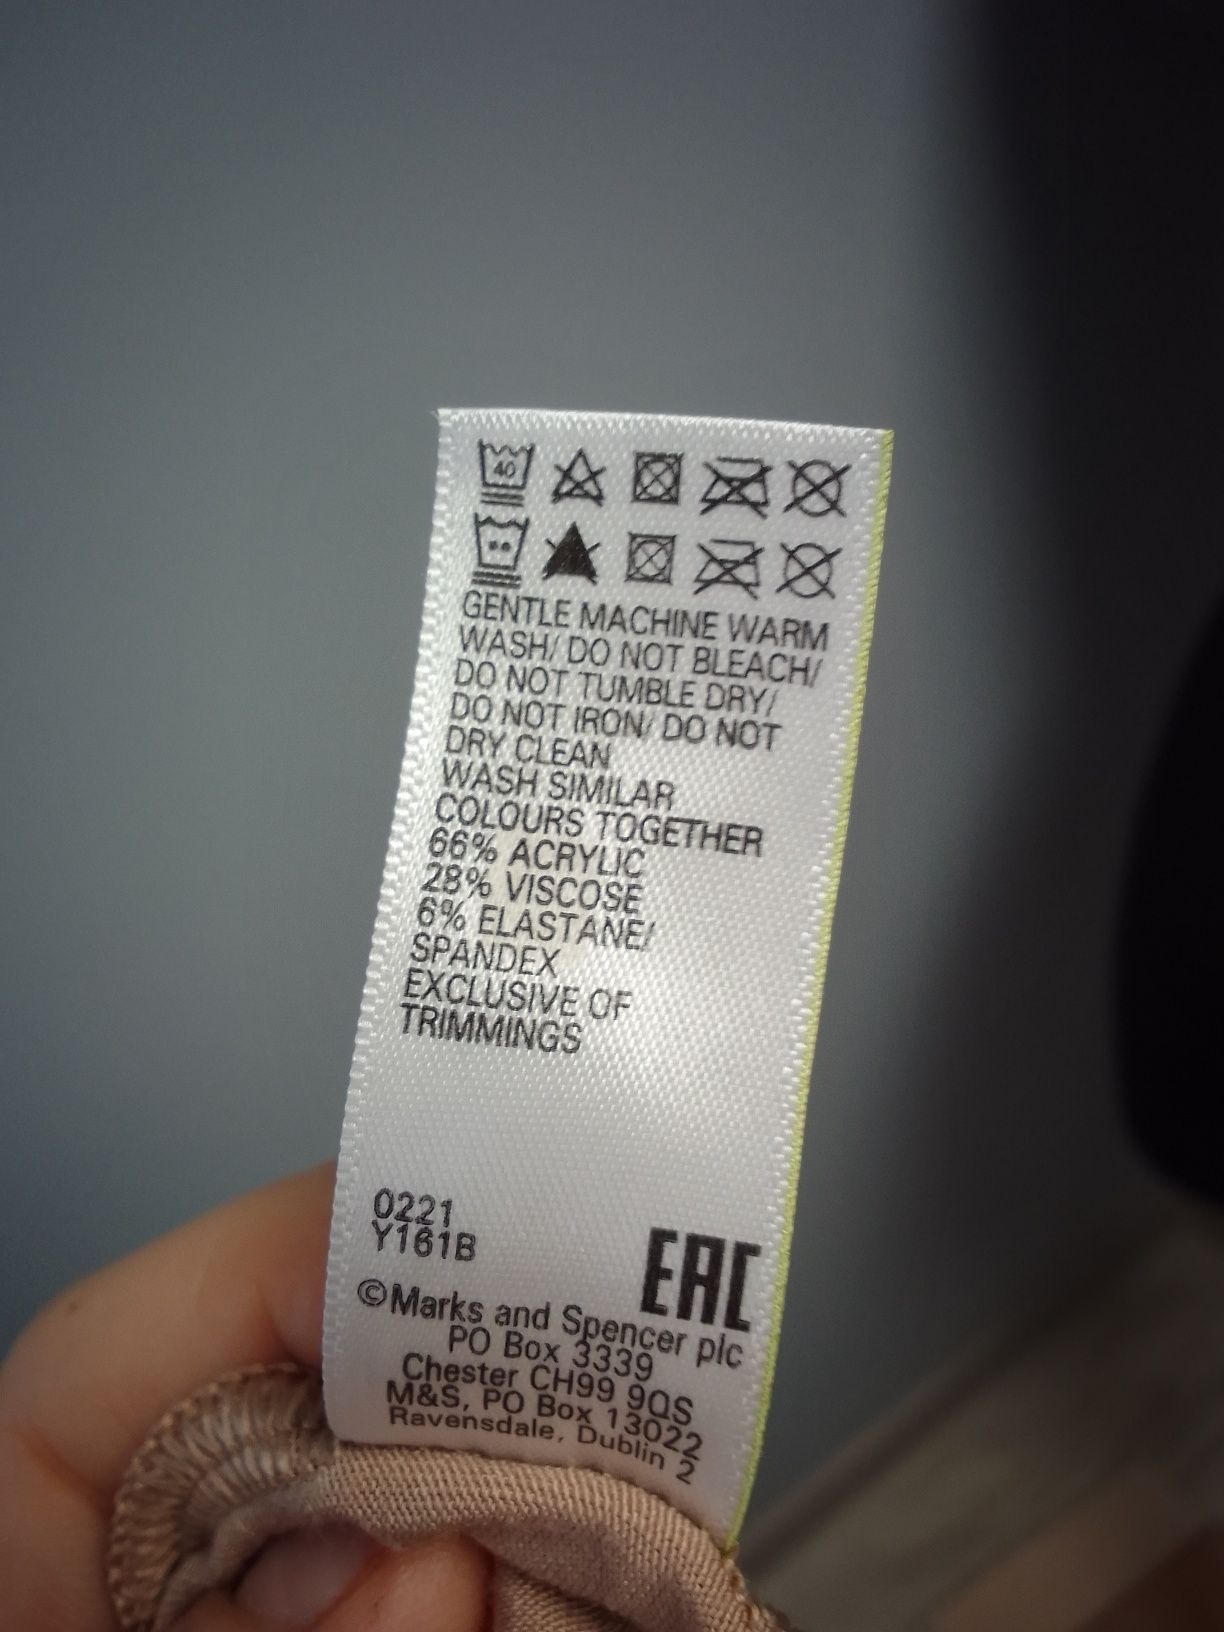 40
GENTLE MACHINE WARM
WASH/ DO NOT BLEACH/
DO NOT TUMBLE DRY/
DO NOT IRON/ DO NOT
DRY CLEAN
WASH SIMILAR
COLOURS TOGETHER
66% ACRYLIC
28% VISCOSE
6% ELASTANE/
SPANDEX
EXCLUSIVE OF
TRIMMINGS
0221
Y161B
EAC
©Marks and Spencer plc
PO Box 3339
Chester CH99 9QS
M&S, PO Box 13022
Ravensdale, Dublin 2